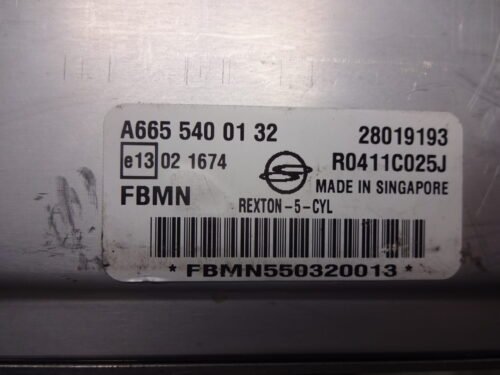 A665 540 01 32 28019193
e13 02 1674 R0411C025J
FBMN MADE IN SINGAPORE
REXTON-5-CYL
* FBMN550320013 *